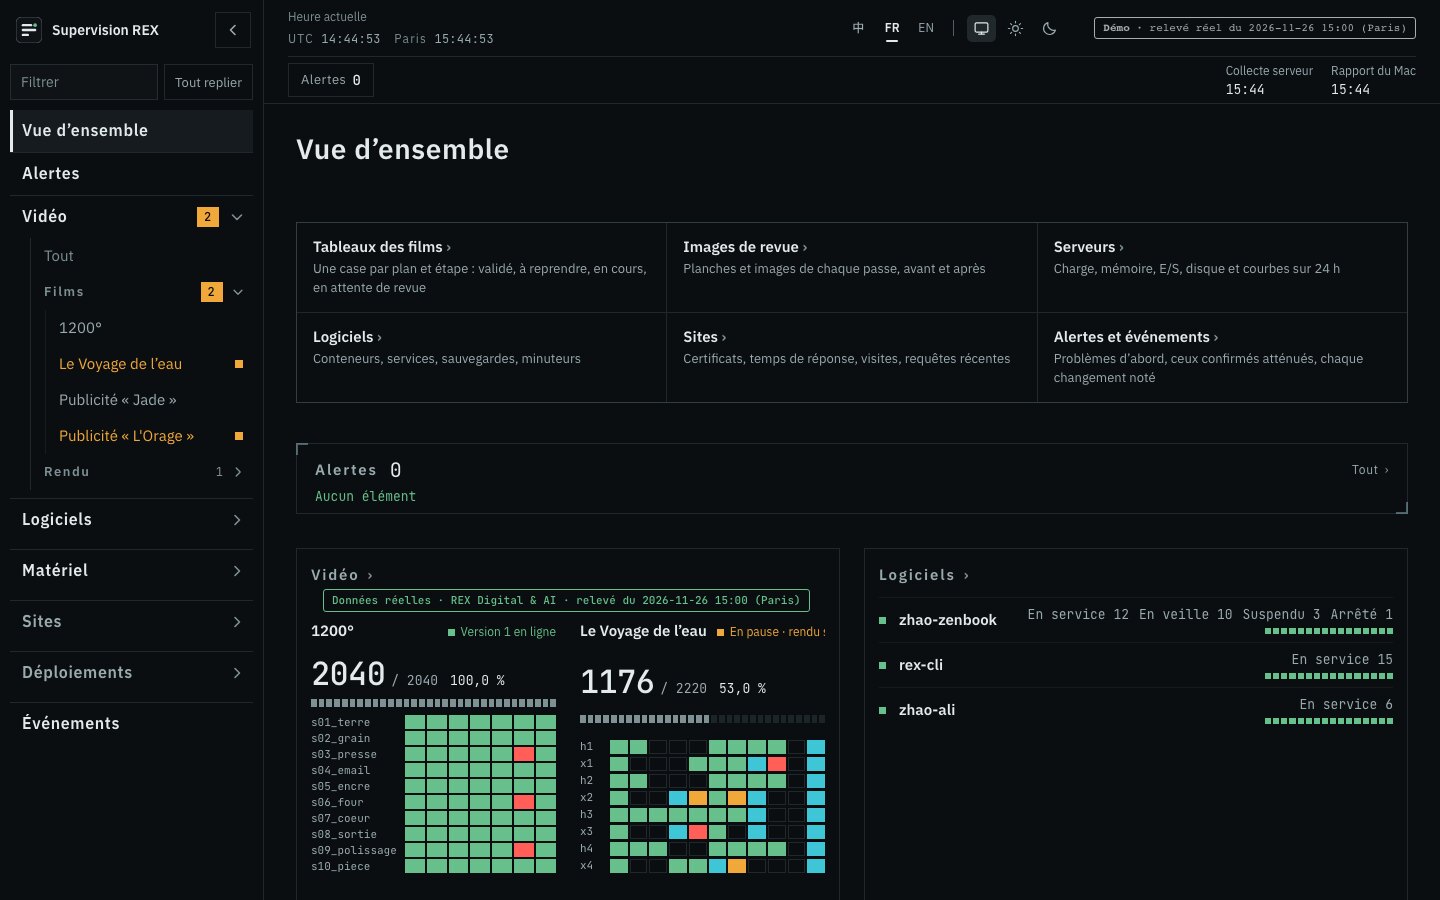 Supervision REX
Filtrer
Tout replier
Vue d’ensemble
Alertes
Vidéo 2
Tout
Films 2
1200°
Le Voyage de l’eau
Publicité « Jade »
Publicité « L'Orage »
Rendu 1
Logiciels
Matériel
Sites
Déploiements
Événements
Heure actuelle
UTC 14:44:53 Paris 15:44:53
中 FR EN
Démo · relevé réel du 2026-11-26 15:00 (Paris)
Alertes 0
Collecte serveur
15:44
Rapport du Mac
15:44
Vue d’ensemble
Tableaux des films ›
Une case par plan et étape : validé, à reprendre, en cours,
en attente de revue
Images de revue ›
Planches et images de chaque passe, avant et après
Serveurs ›
Charge, mémoire, E/S, disque et courbes sur 24 h
Logiciels ›
Conteneurs, services, sauvegardes, minuteurs
Sites ›
Certificats, temps de réponse, visites, requêtes récentes
Alertes et événements ›
Problèmes d’abord, ceux confirmés atténués, chaque
changement noté
Alertes 0
Tout ›
Aucun élément
Vidéo ›
Données réelles · REX Digital & AI · relevé du 2026-11-26 15:00 (Paris)
1200°
Version 1 en ligne
2040 / 2040 100,0 %
s01_terre
s02_grain
s03_presse
s04_email
s05_encre
s06_four
s07_coeur
s08_sortie
s09_polissage
s10_piece
Le Voyage de l’eau
En pause · rendu
1176 / 2220 53,0 %
h1
x1
h2
x2
h3
x3
h4
x4
Logiciels ›
zhao-zenbook
En service 12 En veille 10 Suspendu 3 Arrêté 1
rex-cli
En service 15
zhao-ali
En service 6